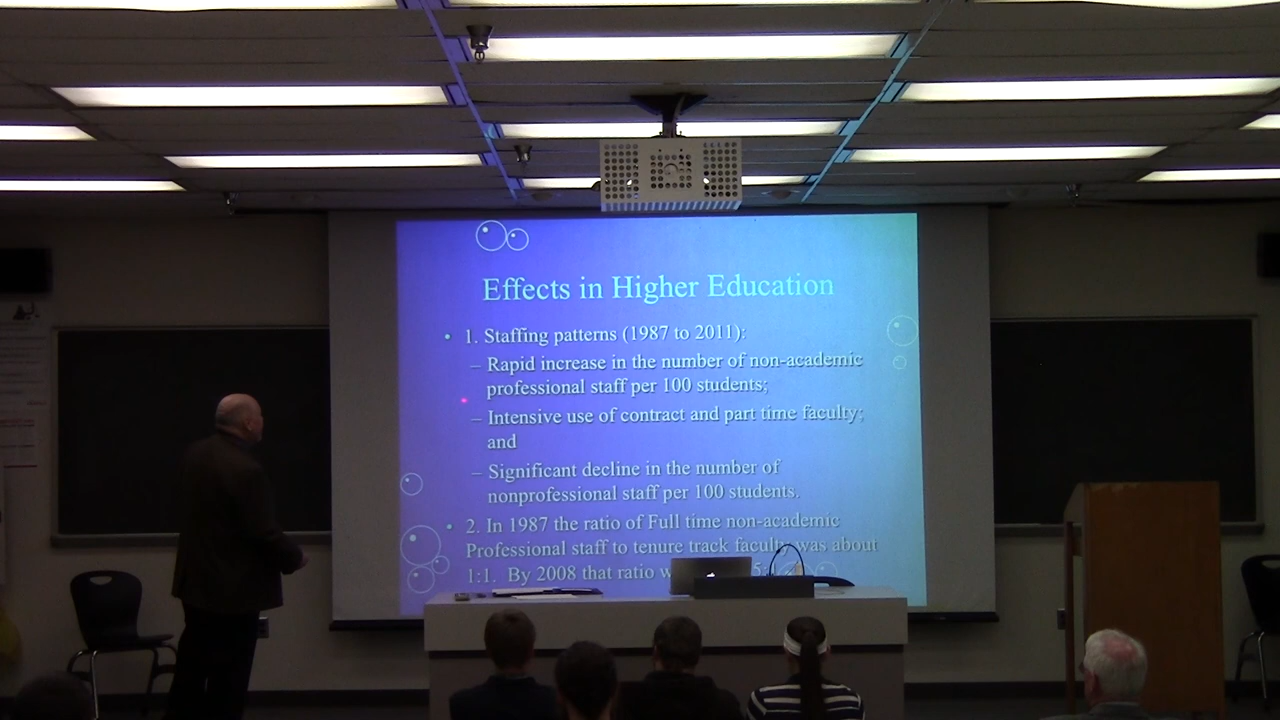 Effects in Higher Education
• 1. Staffing patterns (1987 to 2011):
– Rapid increase in the number of non-academic
professional staff per 100 students;
– Intensive use of contract and part time faculty;
and
– Significant decline in the number of
nonprofessional staff per 100 students.
• 2. In 1987 the ratio of Full time non-academic
Professional staff to tenure track faculty was about
1:1. By 2008 that ratio